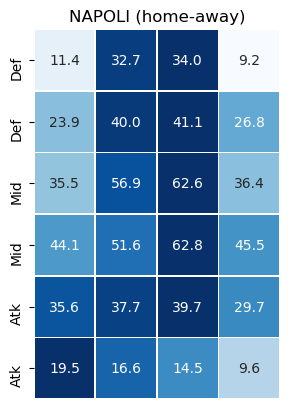 NAPOLI (home-away)
Def 11.4 32.7 34.0 9.2
Def 23.9 40.0 41.1 26.8
Mid 35.5 56.9 62.6 36.4
Mid 44.1 51.6 62.8 45.5
Atk 35.6 37.7 39.7 29.7
Atk 19.5 16.6 14.5 9.6